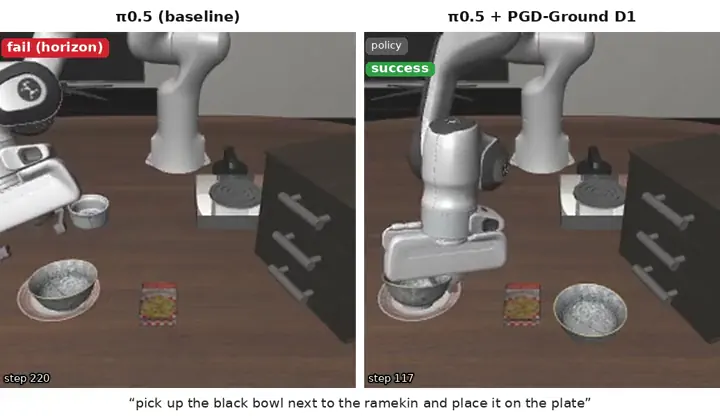 π0.5 (baseline)
π0.5 + PGD-Ground D1
fail (horizon)
policy
success
step 220
step 117
“pick up the black bowl next to the ramekin and place it on the plate”